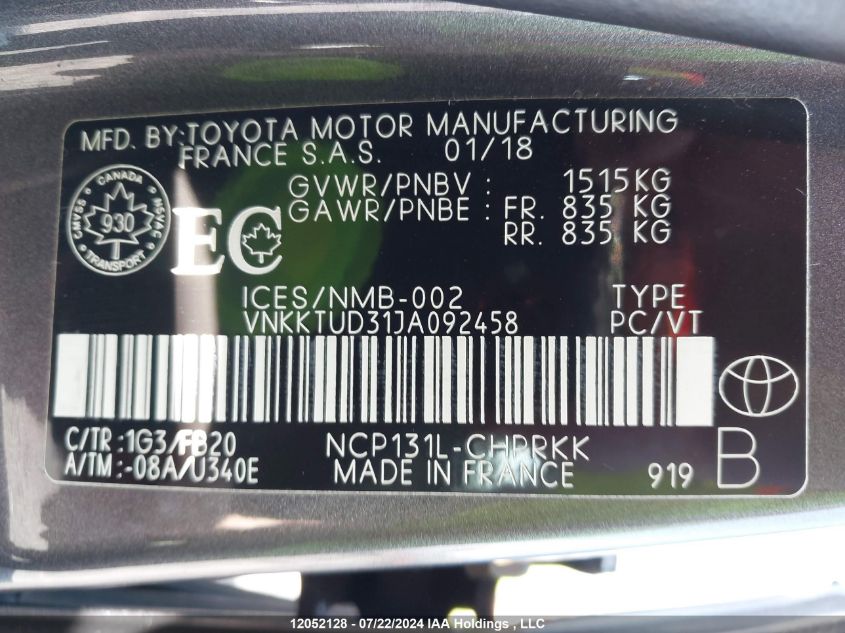 MFD. BY:TOYOTA MOTOR MANUFACTURING
FRANCE S.A.S. 01/18
GVWR/PNBV : 1515KG
GAWR/PNBE : FR. 835 KG
RR. 835 KG
CANADA
SVMAC
NSVAC
930
TRANSPORT
EC
ICES/NMB-002 TYPE
VNKKTUD31JA092458 PC/VT
C/TR:1G3/FB20 NCP131L-CHPRKK
A/TM:-08A/U340E MADE IN FRANCE 919 B
12052128 - 07/22/2024 IAA Holdings , LLC